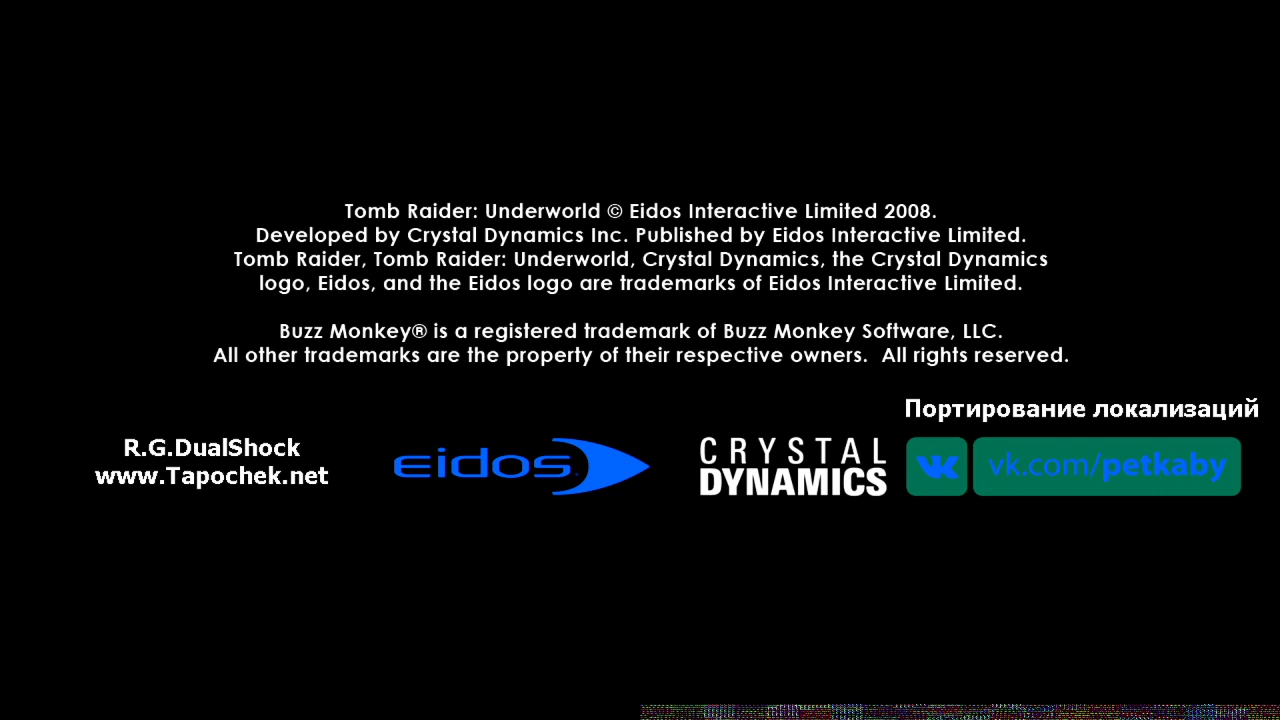 Tomb Raider: Underworld © Eidos Interactive Limited 2008.
Developed by Crystal Dynamics Inc. Published by Eidos Interactive Limited.
Tomb Raider, Tomb Raider: Underworld, Crystal Dynamics, the Crystal Dynamics
logo, Eidos, and the Eidos logo are trademarks of Eidos Interactive Limited.
Buzz Monkey® is a registered trademark of Buzz Monkey Software, LLC.
All other trademarks are the property of their respective owners.  All rights reserved.
R.G.DualShock
www.Tapochek.net
eidos
CRYSTAL
DYNAMICS
Портирование локализаций
vk.com/petkaby